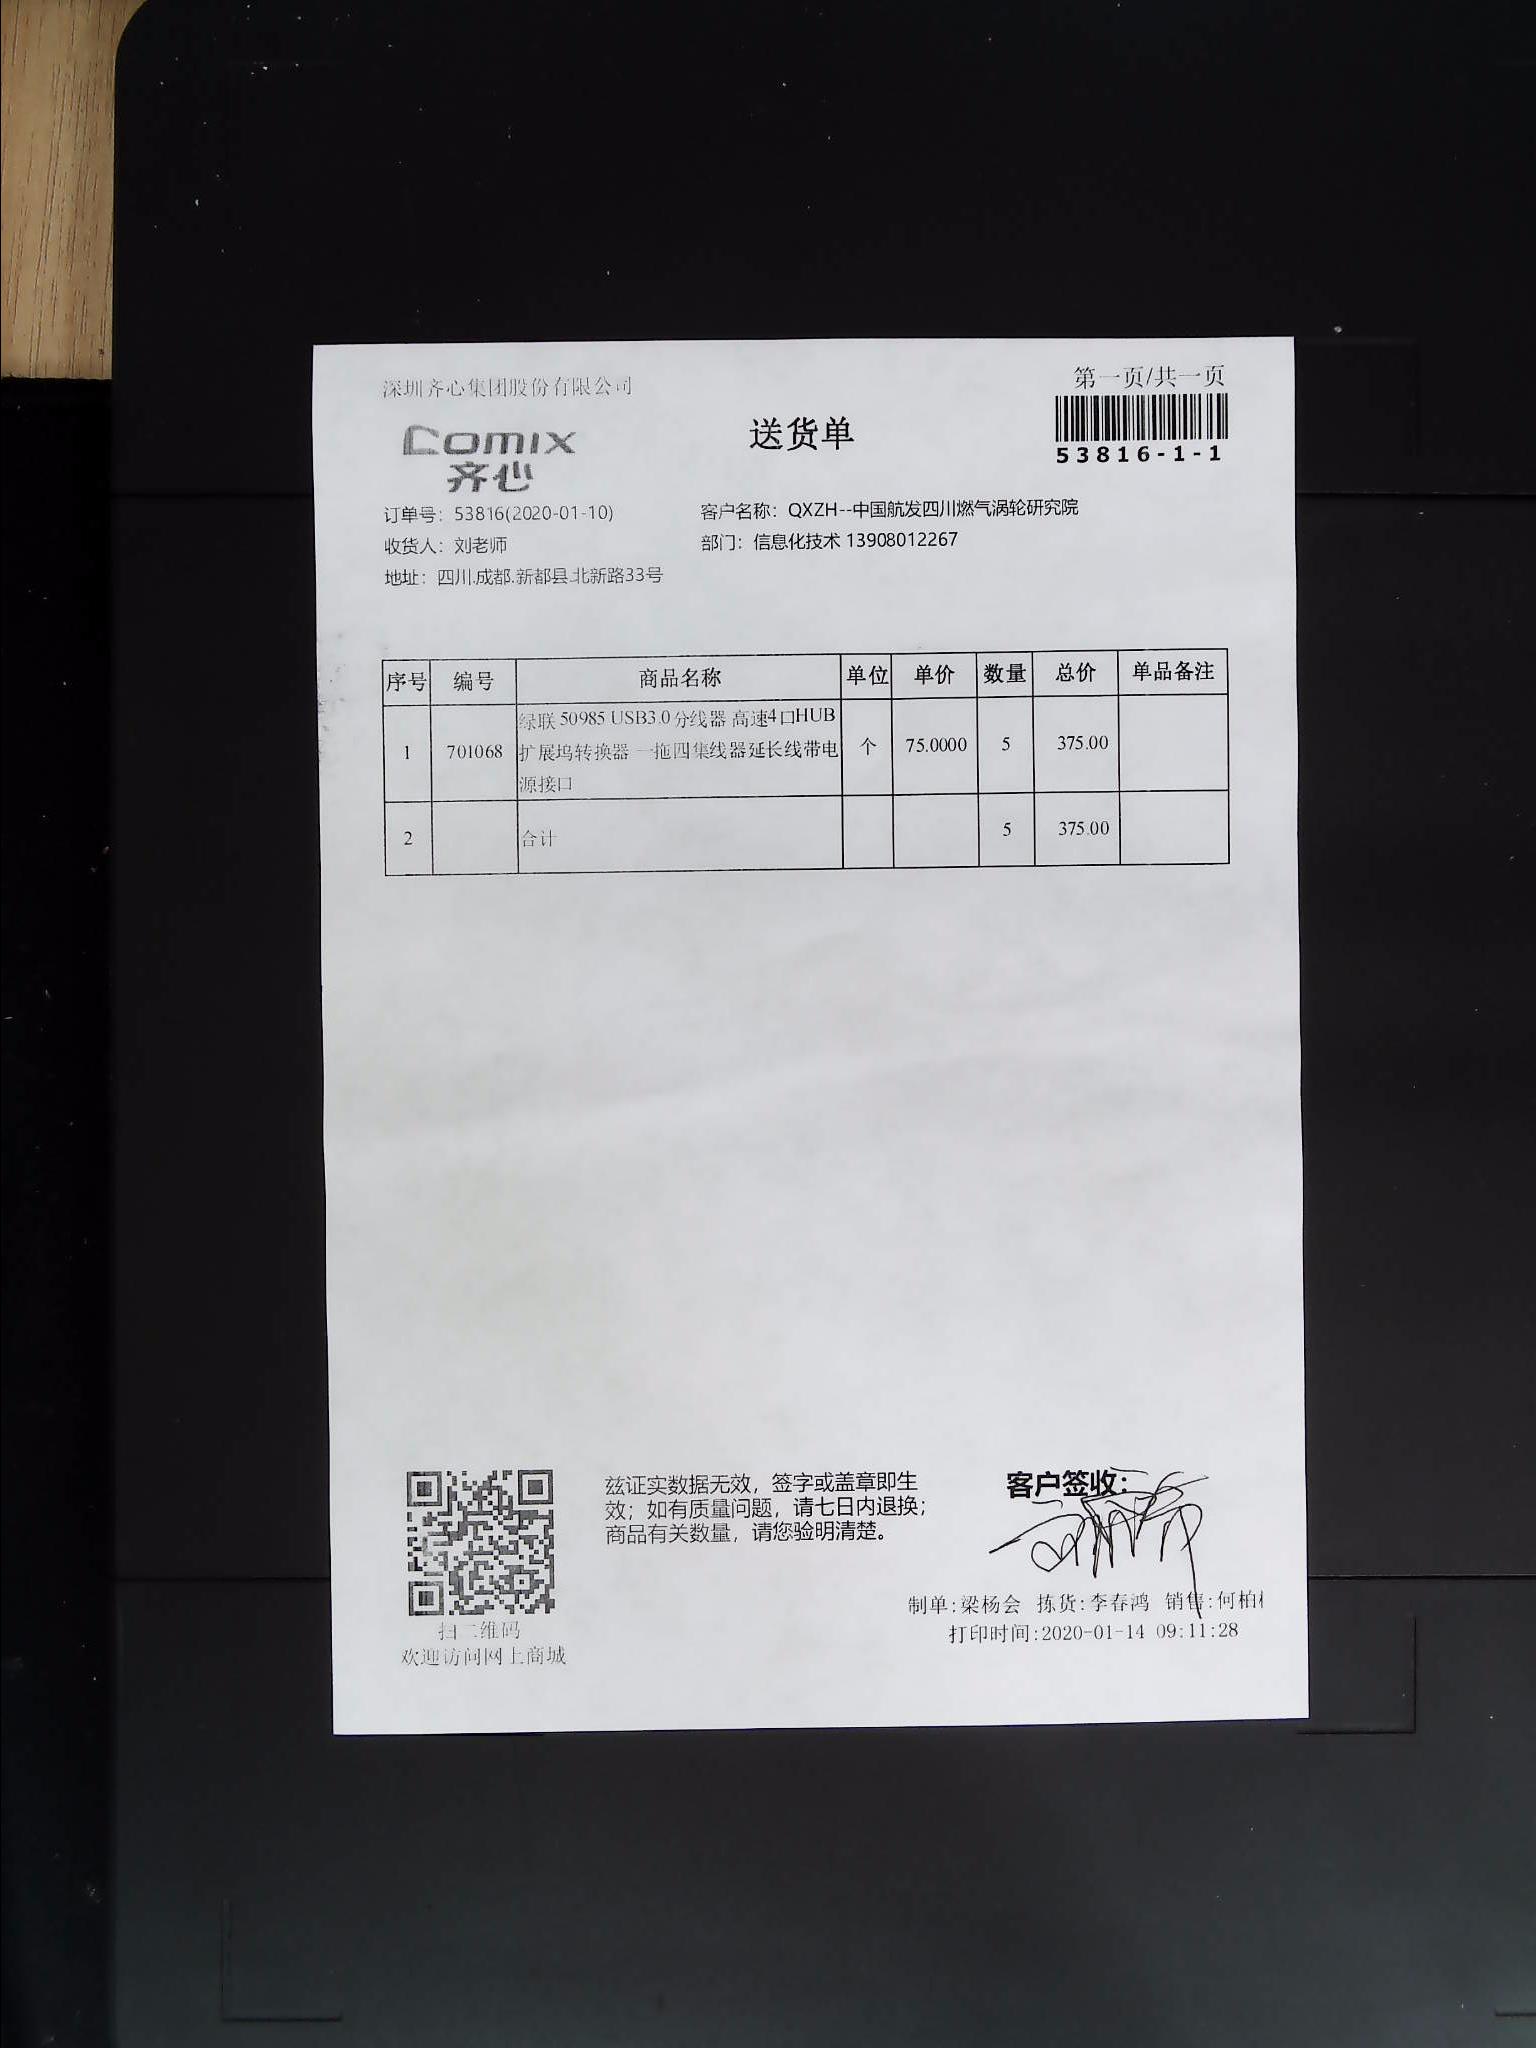 深圳齐心集团股份有限公司
第一页/共一页
comix
齐心
送货单
53816-1-1
订单号：53816(2020-01-10)
客户名称：QXZH--中国航发四川燃气涡轮研究院
收货人：刘老师
部门：信息化技术 13908012267
地址：四川.成都.新都县.北新路33号
序号 编号 商品名称 单位 单价 数量 总价 单品备注
绿联 50985 USB3.0分线器 高速4口HUB
1 701068 扩展坞转换器 一拖四集线器延长线带电 个 75.0000 5 375.00
源接口
2 合计 5 375.00
兹证实数据无效，签字或盖章即生
效；如有质量问题，请七日内退换；
商品有关数量，请您验明清楚。
客户签收：
制单:梁杨会 拣货:李春鸿 销售:何柏
打印时间:2020-01-14 09:11:28
扫二维码
欢迎访问网上商城